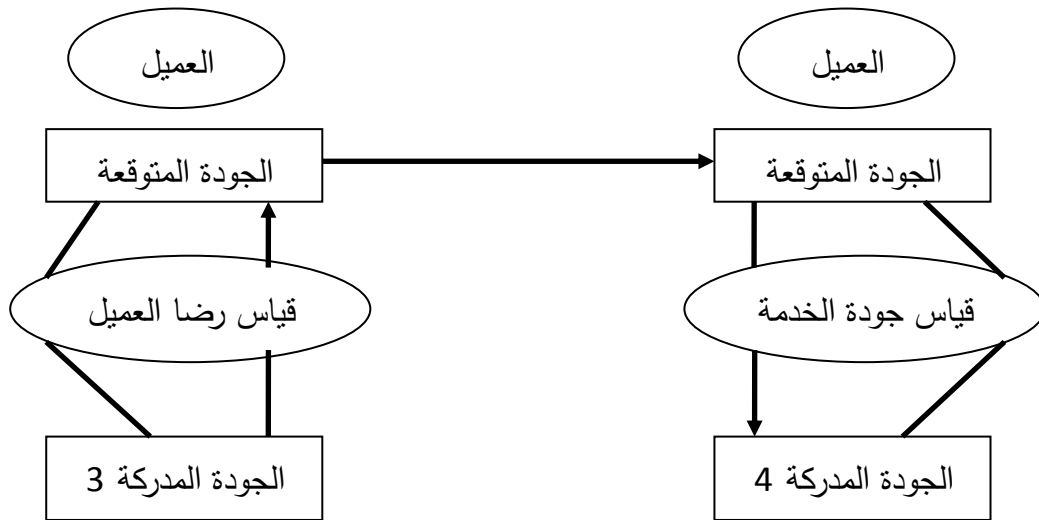 العميل
العميل
الجودة المتوقعة
الجودة المتوقعة
قياس جودة الخدمة
قياس رضا العميل
الجودة المدركة 4
الجودة المدركة 3